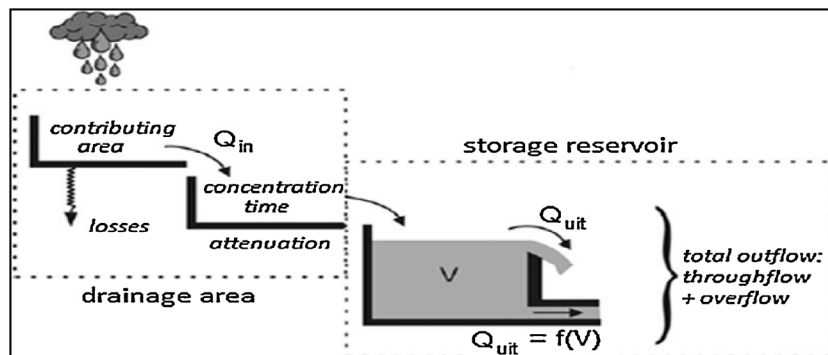 contributing
area
Q_in
storage reservoir
concentration
time
losses
attenuation
Q_uit
V
total outflow:
throughflow
+ overflow
drainage area
Q_uit = f(V)